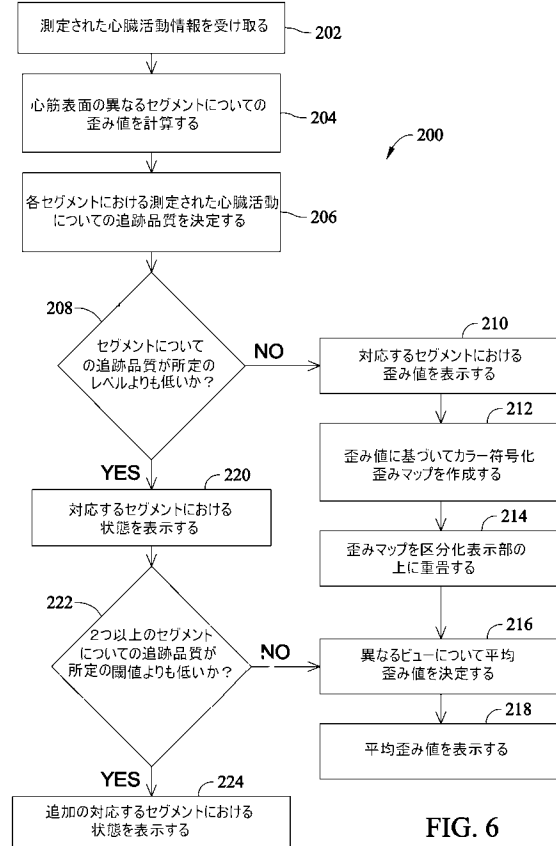 測定された心臓活動情報を受け取る
202
心筋表面の異なるセグメントについての
歪み値を計算する
204
200
各セグメントにおける測定された心臓活動
についての追跡品質を決定する
206
208
セグメントについて
の追跡品質が所定の
レベルよりも低いか?
NO
YES
210
対応するセグメントにおける
歪み値を表示する
212
歪み値に基づいてカラー符号化
歪みマップを作成する
214
歪みマップを区分化表示部の
上に重畳する
220
対応するセグメントにおける
状態を表示する
222
2つ以上のセグメント
についての追跡品質が
所定の閾値よりも低いか?
NO
YES
216
異なるビューについて平均
歪み値を決定する
218
平均歪み値を表示する
224
追加の対応するセグメントにおける
状態を表示する
FIG. 6